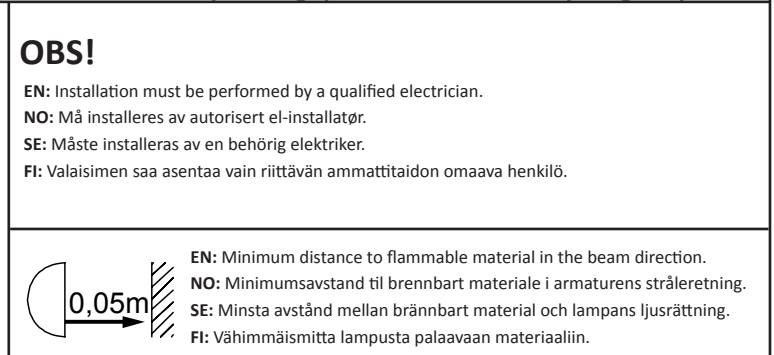 OBS!
EN: Installation must be performed by a qualified electrician.
NO: Må installeres av autorisert el-installatør.
SE: Måste installeras av en behörig elektriker.
FI: Valaisimen saa asentaa vain riittävän ammattitaidon omaava henkilö.
EN: Minimum distance to flammable material in the beam direction.
NO: Minimumsavstand til brennbart materiale i armaturens stråleretning.
0,05m
SE: Minsta avstånd mellan brännbart material och lampans ljusrättning.
FI: Vähimmäismitta lampusta palaavaan materiaaliin.